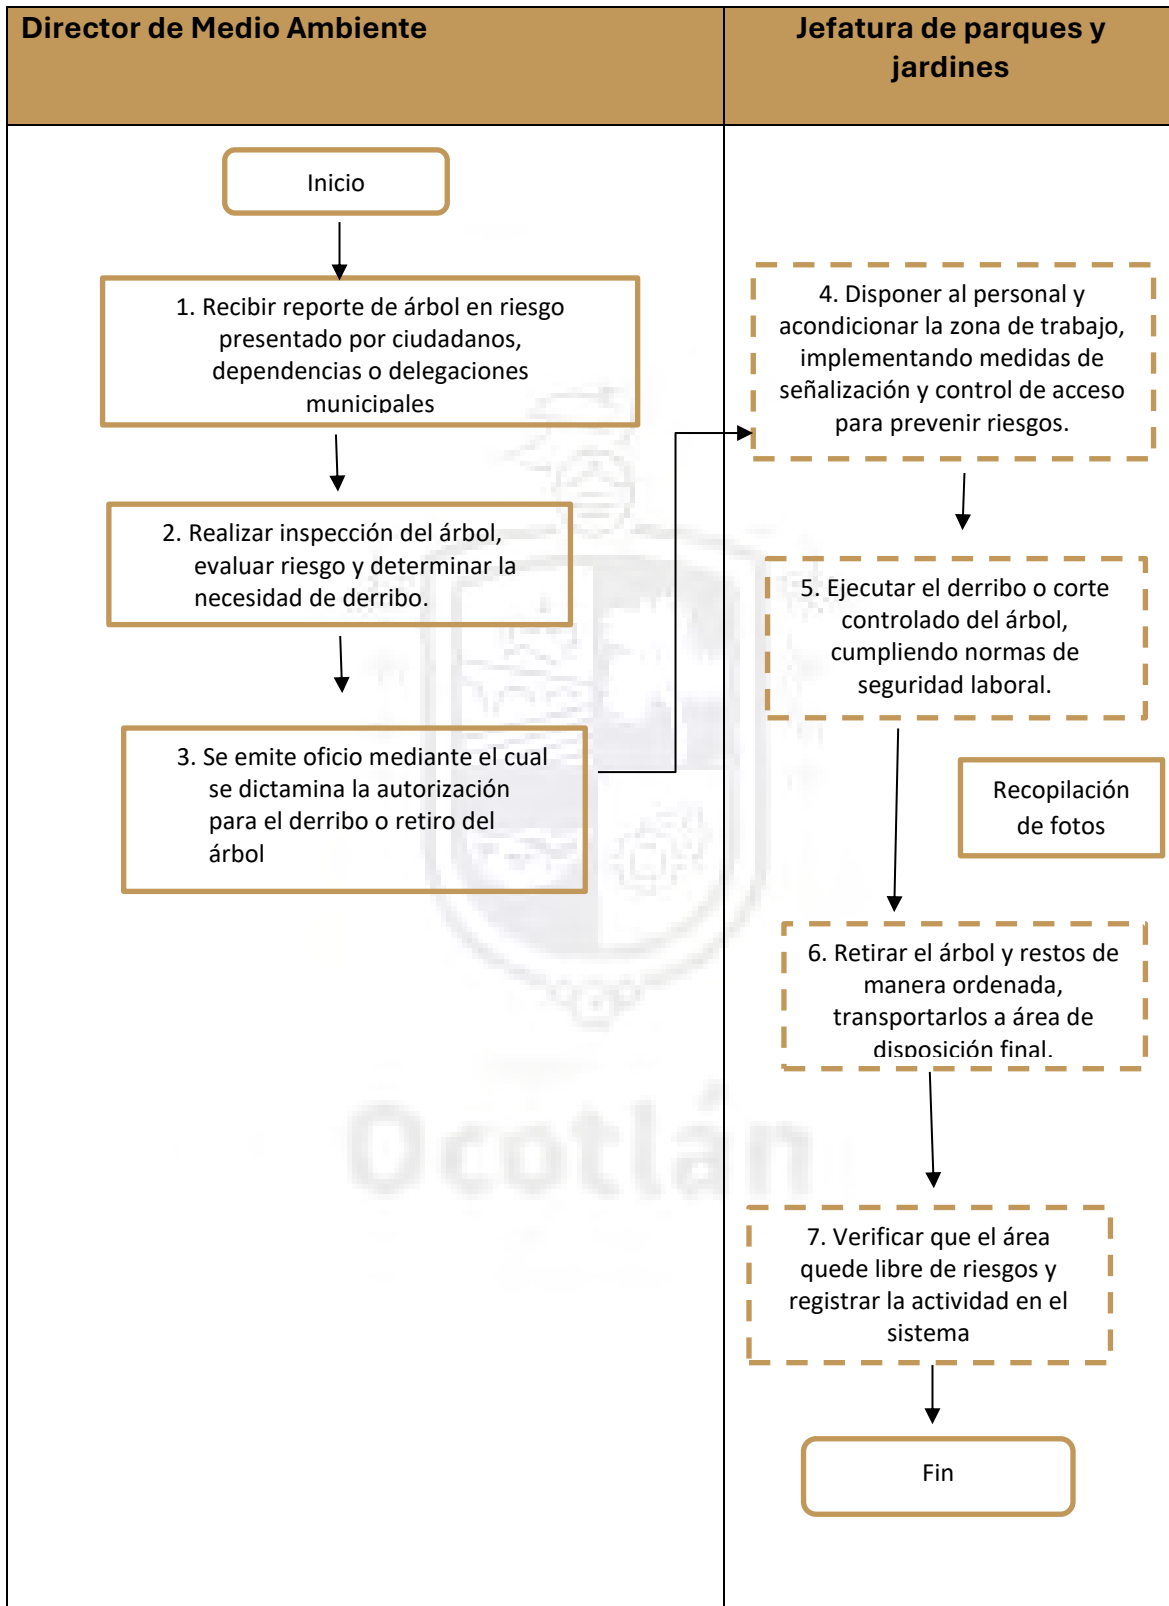 Director de Medio Ambiente
Jefatura de parques y
jardines
Inicio
1. Recibir reporte de árbol en riesgo
presentado por ciudadanos,
dependencias o delegaciones
municipales
2. Realizar inspección del árbol,
evaluar riesgo y determinar la
necesidad de derribo.
3. Se emite oficio mediante el cual
se dictamina la autorización
para el derribo o retiro del
árbol
4. Disponer al personal y
acondicionar la zona de trabajo,
implementando medidas de
señalización y control de acceso
para prevenir riesgos.
5. Ejecutar el derribo o corte
controlado del árbol,
cumpliendo normas de
seguridad laboral.
Recopilación
de fotos
6. Retirar el árbol y restos de
manera ordenada,
transportarlos a área de
disposición final.
7. Verificar que el área
quede libre de riesgos y
registrar la actividad en el
sistema
Fin
Ocotlán